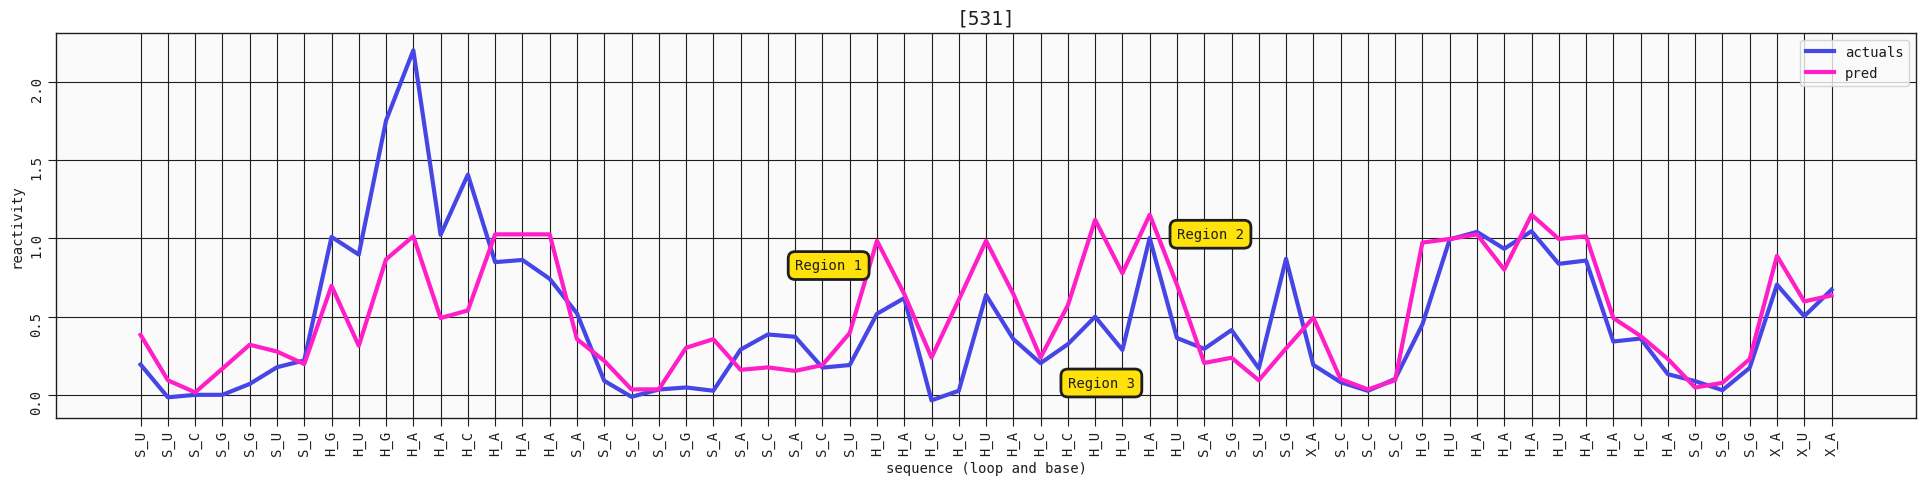 [531]
actuals
pred
reactivity
2.0
1.5
1.0
0.5
0.0
Region 1
Region 2
Region 3
S_U S_U S_C S_G S_G S_U S_U H_G H_U H_G H_A H_A H_C H_A H_A H_A S_A S_A S_C S_C S_G S_A S_A S_C S_A S_C S_U H_U H_A H_C H_C H_U H_A H_C H_C H_U H_U H_A H_U S_A S_G S_U S_G X_A S_C S_C S_C H_G H_U H_A H_A H_A H_U H_A H_A H_C H_A S_G S_G S_G X_A X_U X_A
sequence (loop and base)